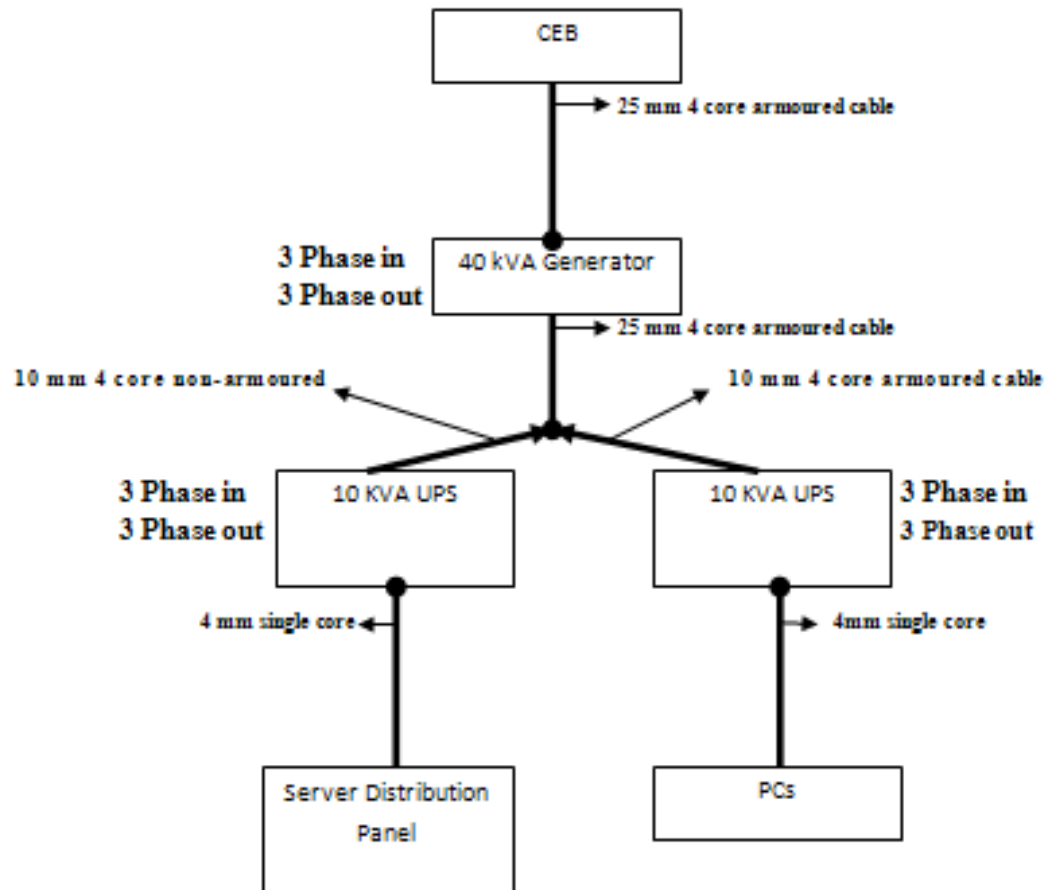 CEB
25 mm 4 core armoured cable
3 Phase in
3 Phase out
40 kVA Generator
25 mm 4 core armoured cable
10 mm 4 core non-armoured
10 mm 4 core armoured cable
3 Phase in
3 Phase out
10 KVA UPS
10 KVA UPS
3 Phase in
3 Phase out
4 mm single core
4mm single core
Server Distribution
Panel
PCs